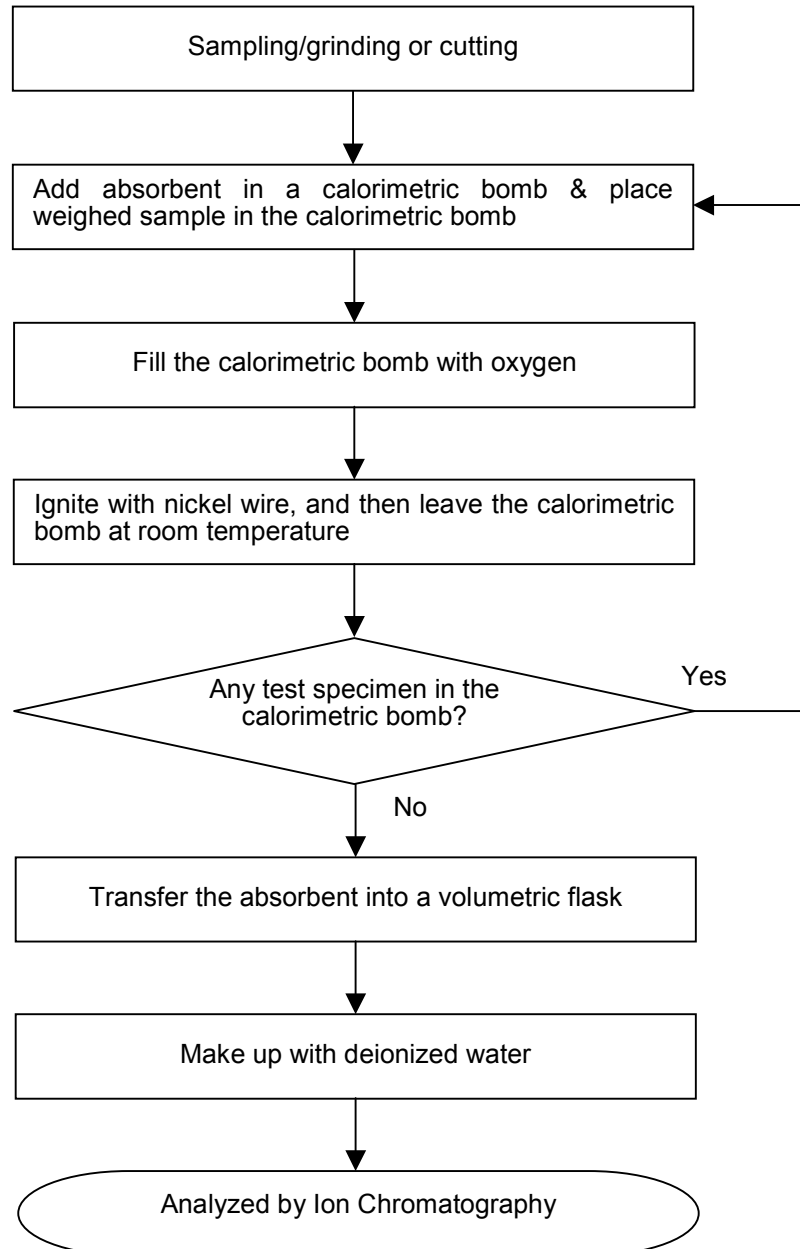 Sampling/grinding or cutting
Add absorbent in a calorimetric bomb & place
weighed sample in the calorimetric bomb
Fill the calorimetric bomb with oxygen
Ignite with nickel wire, and then leave the calorimetric
bomb at room temperature
Any test specimen in the
calorimetric bomb?
Yes
No
Transfer the absorbent into a volumetric flask
Make up with deionized water
Analyzed by Ion Chromatography